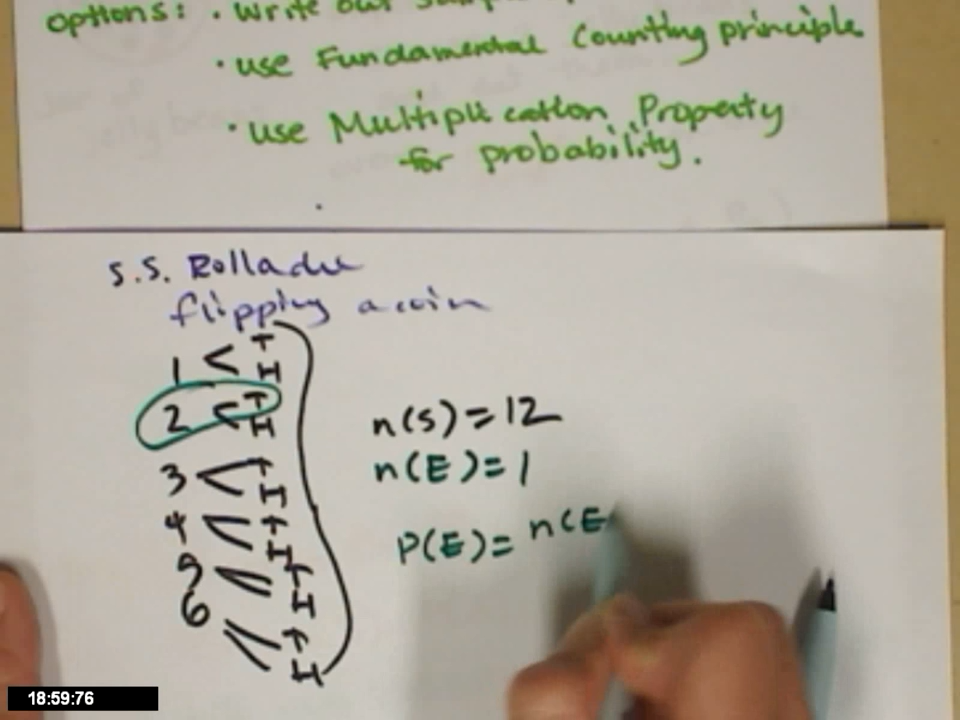 options: • Write out
• use Fundamental Counting principle
• use Multiplication Property
for probability.
S.S. Roll a die
flipping a coin
T
1 < H
T
2 < H
T
3 < H
T
4 < H
T
5 < H
6 T
< H
n(S) = 12
n(E) = 1
P(E) = n(E
18:59:76